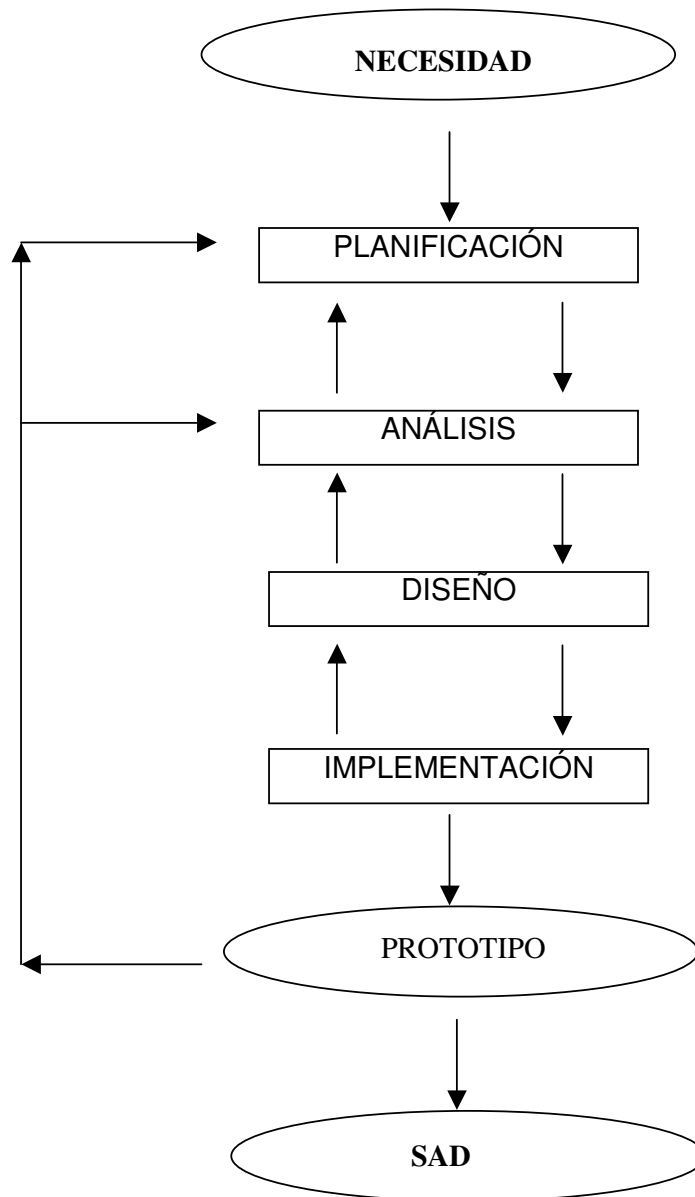 NECESIDAD
PLANIFICACIÓN
ANÁLISIS
DISEÑO
IMPLEMENTACIÓN
PROTOTIPO
SAD